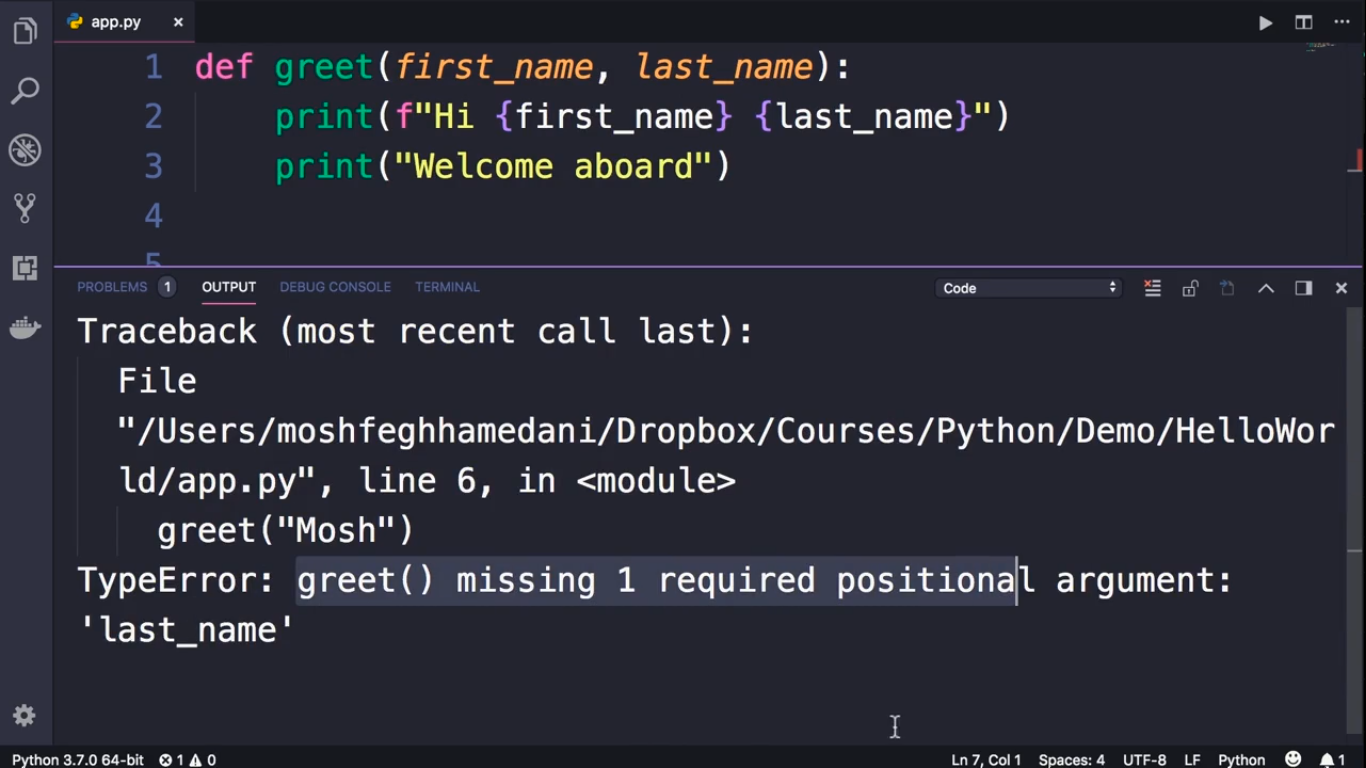 app.py
1 def greet(first_name, last_name):
2 print(f"Hi {first_name} {last_name}")
3 print("Welcome aboard")
4
5
PROBLEMS 1 OUTPUT DEBUG CONSOLE TERMINAL Code
Traceback (most recent call last):
File
"/Users/moshfeghhamedani/Dropbox/Courses/Python/Demo/HelloWor
ld/app.py", line 6, in <module>
greet("Mosh")
TypeError: greet() missing 1 required positional argument:
'last_name'
Python 3.7.0 64-bit 1 0 Ln 7, Col 1 Spaces: 4 UTF-8 LF Python 1